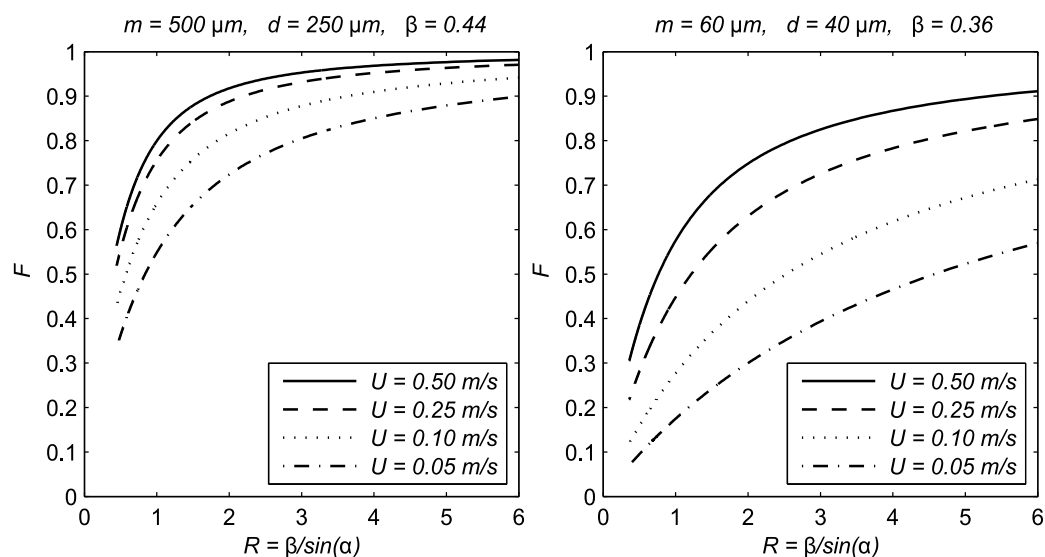 m = 500 μm, d = 250 μm, β = 0.44
1
0.9
0.8
0.7
0.6
0.5
0.4
0.3
0.2
0.1
0
F
0 1 2 3 4 5 6
R = β/sin(α)
U = 0.50 m/s
U = 0.25 m/s
U = 0.10 m/s
U = 0.05 m/s
m = 60 μm, d = 40 μm, β = 0.36
1
0.9
0.8
0.7
0.6
0.5
0.4
0.3
0.2
0.1
0
F
0 1 2 3 4 5 6
R = β/sin(α)
U = 0.50 m/s
U = 0.25 m/s
U = 0.10 m/s
U = 0.05 m/s